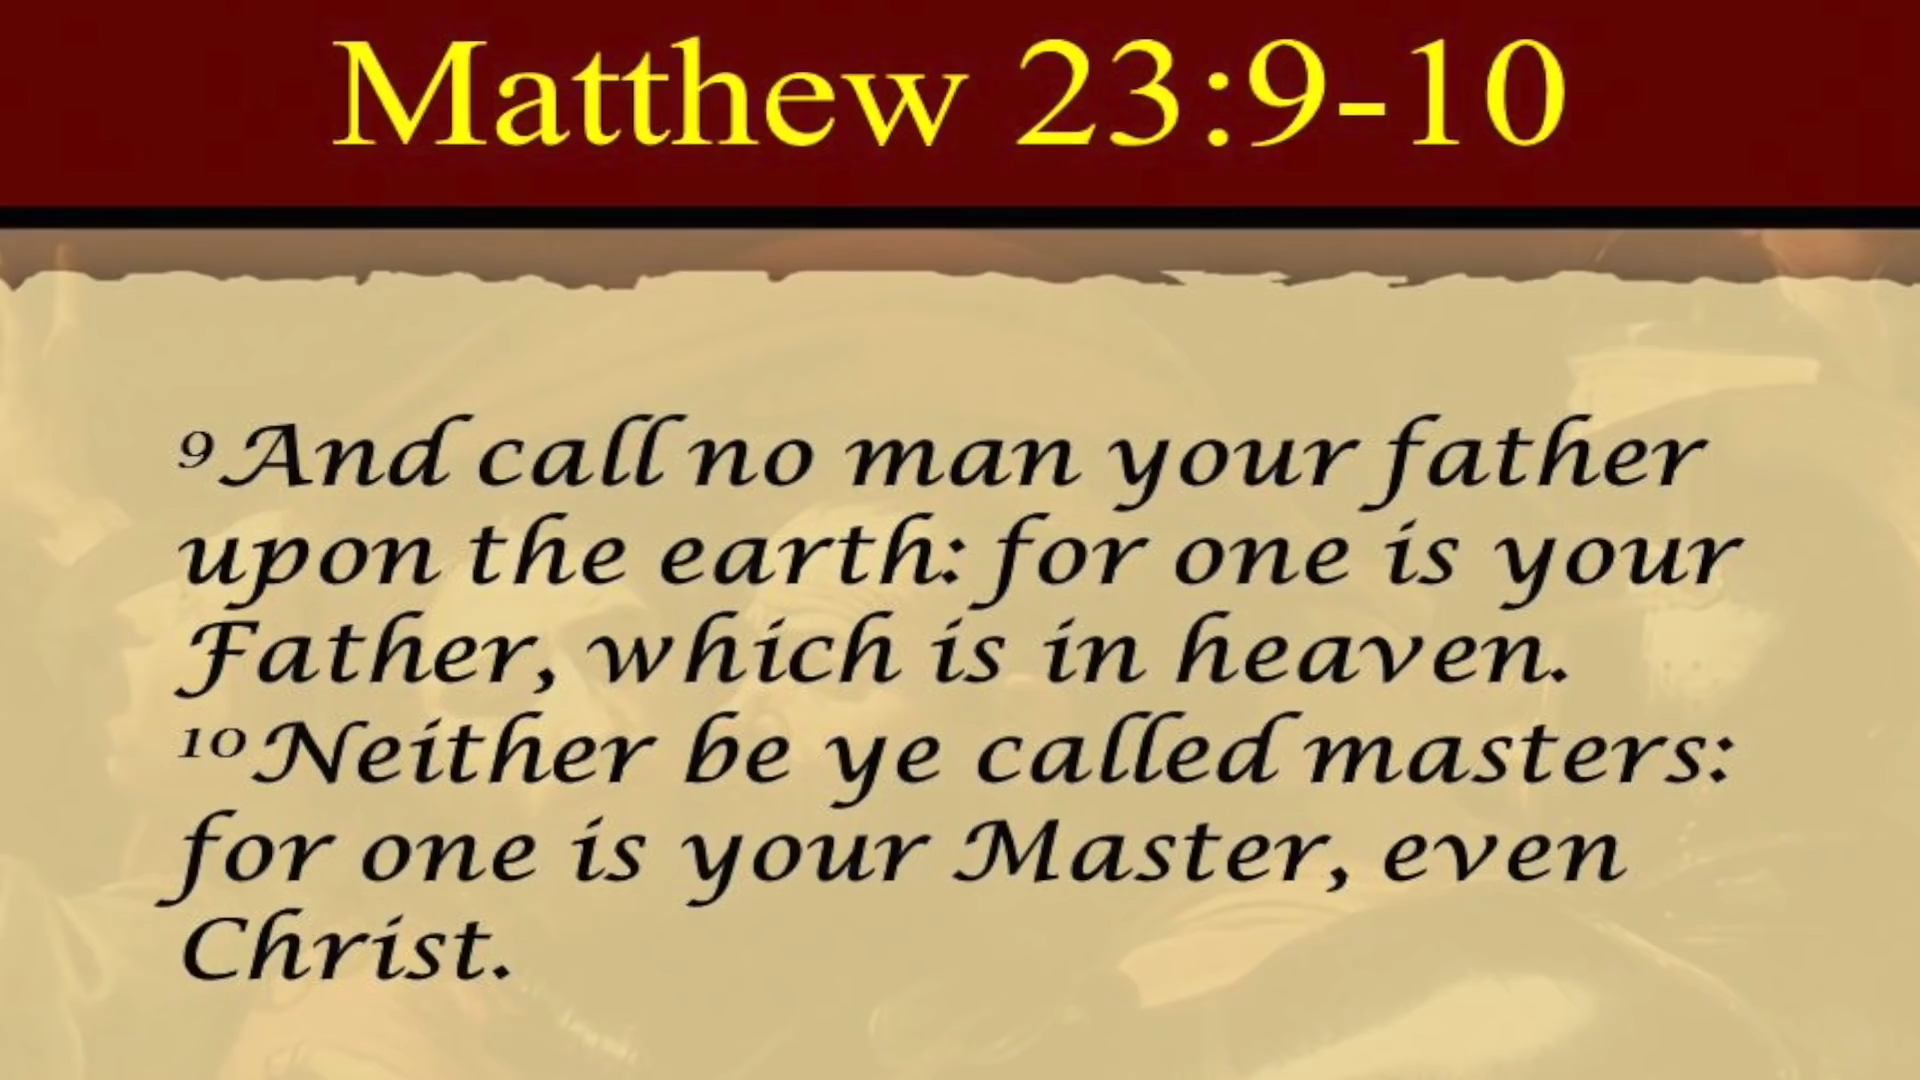 Matthew 23:9-10
9 And call no man your father
upon the earth: for one is your
Father, which is in heaven.
10 Neither be ye called masters:
for one is your Master, even
Christ.